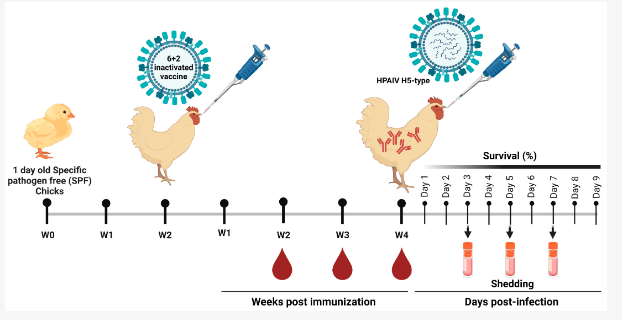 6+2
inactivated
vaccine
HPAIV H5-type
1 day old Specific
pathogen free (SPF)
Chicks
Survival (%)
Day 1
Day 2
Day 3
Day 4
Day 5
Day 6
Day 7
Day 8
Day 9
W0 W1 W2 W1 W2 W3 W4
Shedding
Weeks post immunization
Days post-infection